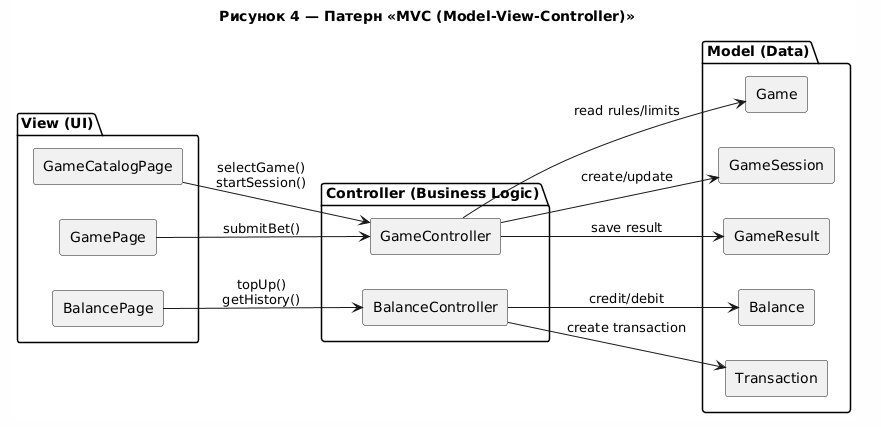 Рисунок 4 — Патерн «MVC (Model-View-Controller)»
View (UI)
GameCatalogPage
GamePage
BalancePage
selectGame()
startSession()
submitBet()
topUp()
getHistory()
Controller (Business Logic)
GameController
BalanceController
read rules/limits
create/update
save result
credit/debit
create transaction
Model (Data)
Game
GameSession
GameResult
Balance
Transaction